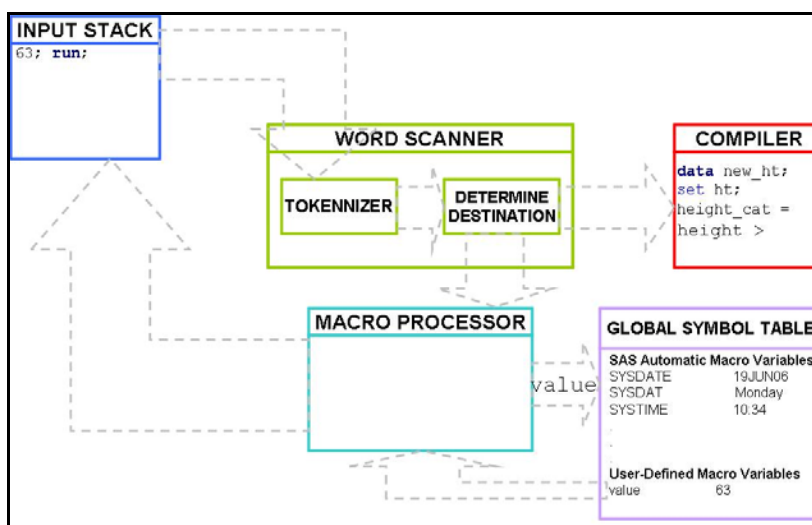 INPUT STACK
63; run;
WORD SCANNER
TOKENNIZER
DETERMINE
DESTINATION
COMPILER
data new_ht;
set ht;
height_cat =
height >
MACRO PROCESSOR
value
GLOBAL SYMBOL TABLE
SAS Automatic Macro Variables
SYSDATE 19JUN06
SYSDAT Monday
SYSTIME 10:34
.
.
.
User-Defined Macro Variables
value 63